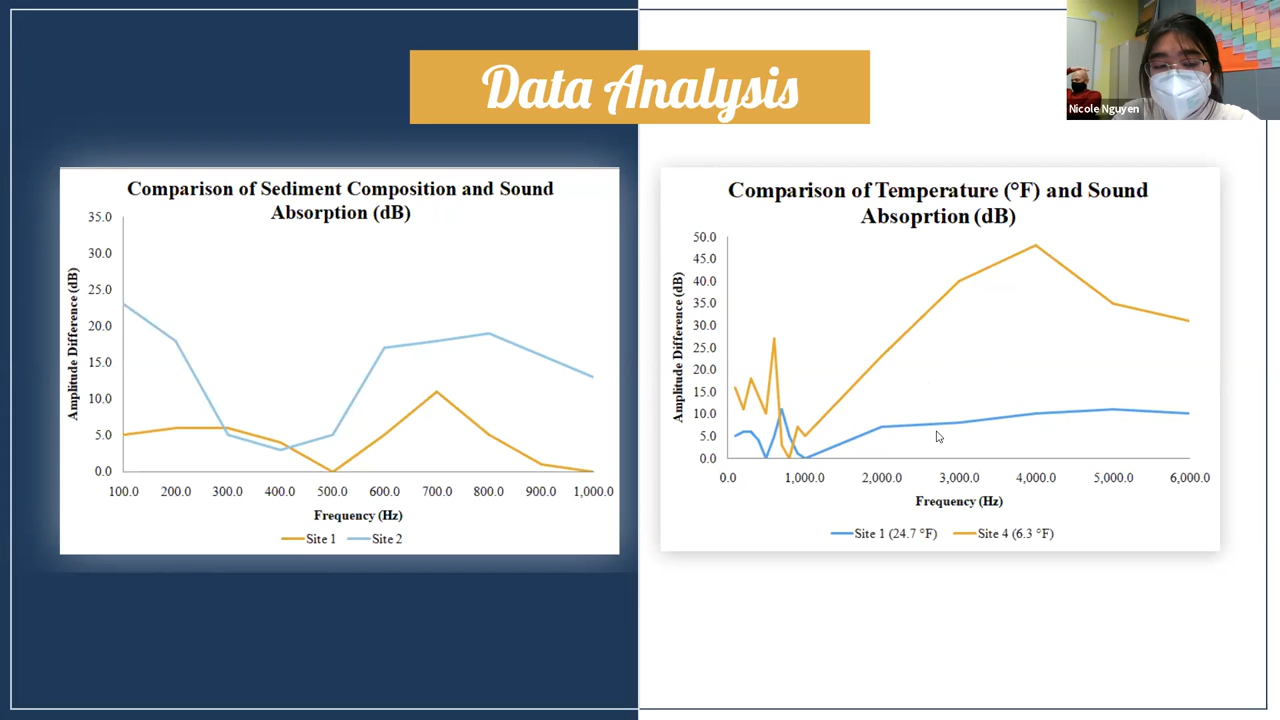 Data Analysis
Nicole Nguyen
Comparison of Sediment Composition and Sound
Absorption (dB)
35.0
30.0
25.0
20.0
15.0
10.0
5.0
0.0
Amplitude Difference (dB)
100.0 200.0 300.0 400.0 500.0 600.0 700.0 800.0 900.0 1,000.0
Frequency (Hz)
Site 1 Site 2
Comparison of Temperature (°F) and Sound
Absoprtion (dB)
50.0
45.0
40.0
35.0
30.0
25.0
20.0
15.0
10.0
5.0
0.0
Amplitude Difference (dB)
0.0 1,000.0 2,000.0 3,000.0 4,000.0 5,000.0 6,000.0
Frequency (Hz)
Site 1 (24.7 °F) Site 4 (6.3 °F)